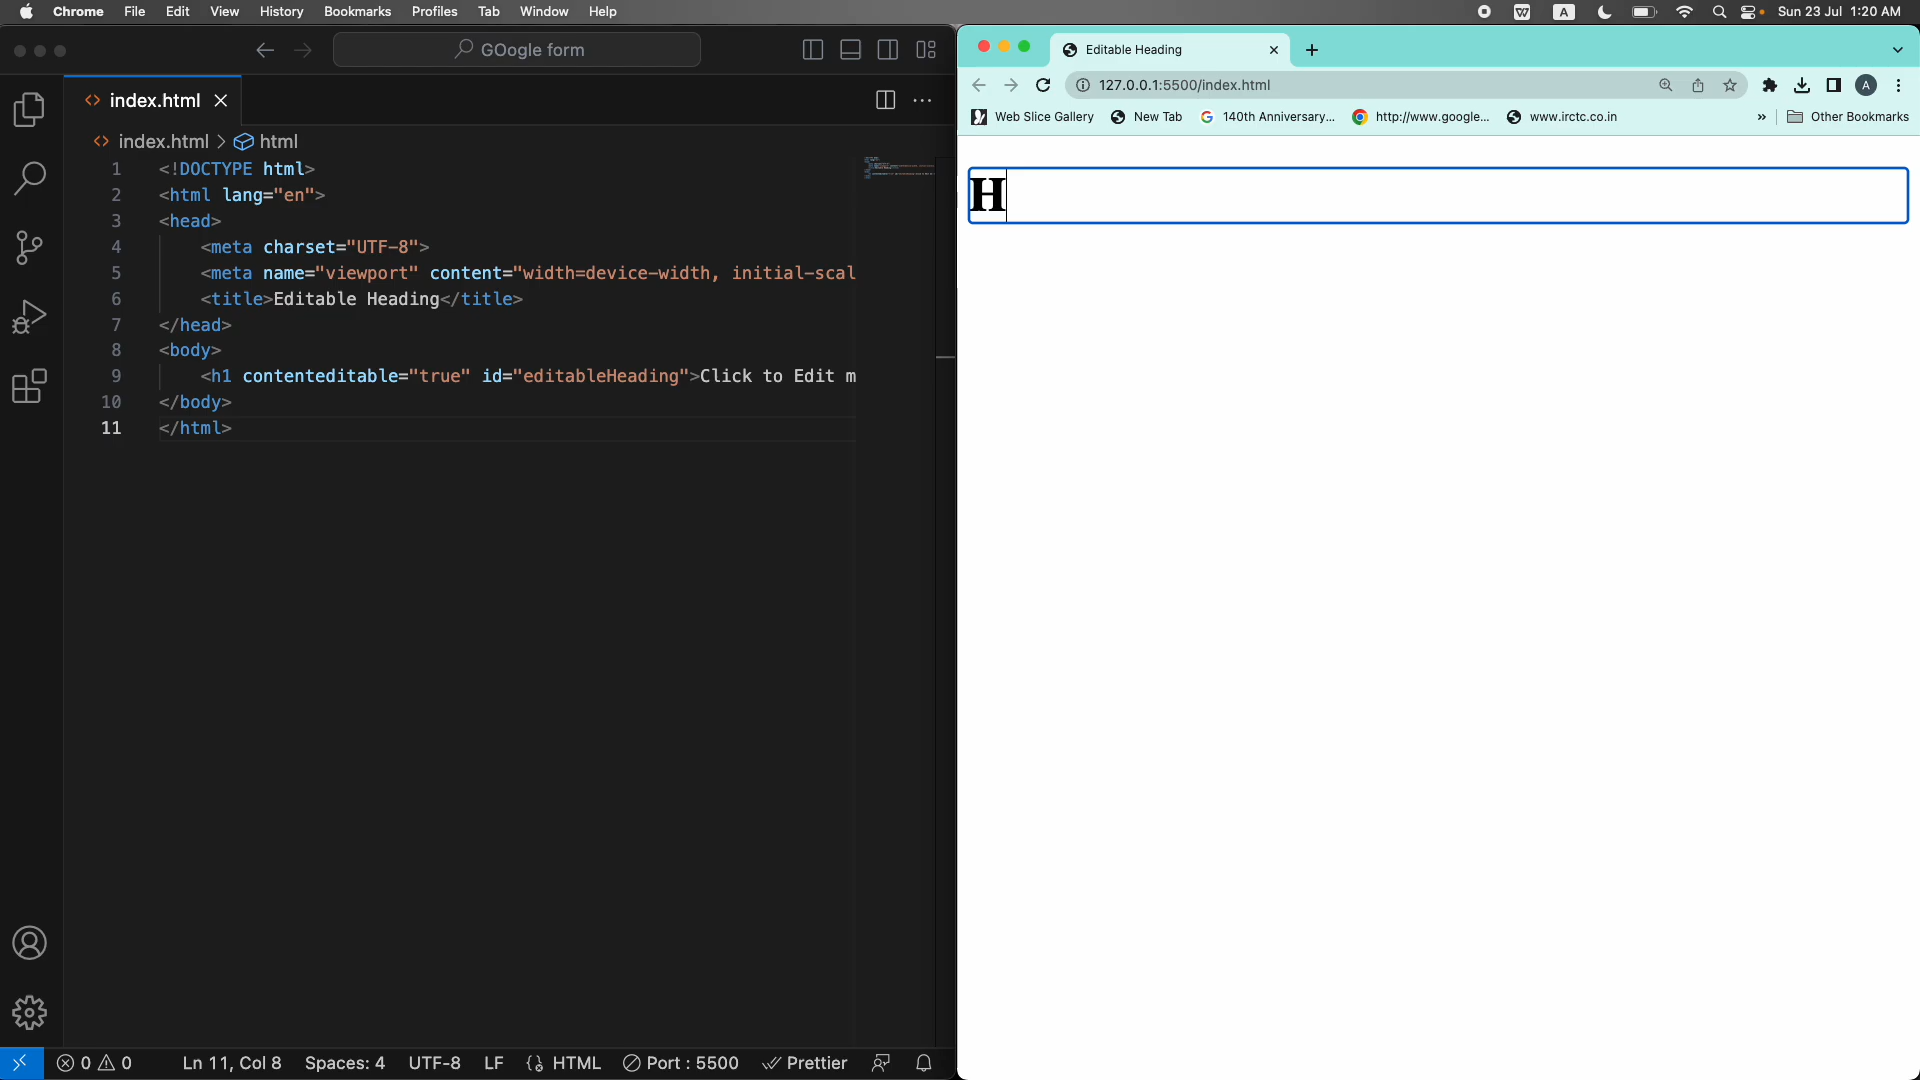 Chrome File Edit View History Bookmarks Profiles Tab Window Help
A
Sun 23 Jul 1:20 AM
GOogle form
index.html
index.html > html
1 <!DOCTYPE html>
2 <html lang="en">
3 <head>
4 <meta charset="UTF-8">
5 <meta name="viewport" content="width=device-width, initial-scal
6 <title>Editable Heading</title>
7 </head>
8 <body>
9 <h1 contenteditable="true" id="editableHeading">Click to Edit m
10 </body>
11 </html>
0 0 Ln 11, Col 8 Spaces: 4 UTF-8 LF HTML Port : 5500 Prettier
Editable Heading
127.0.0.1:5500/index.html
A
Web Slice Gallery New Tab 140th Anniversary... http://www.google... www.irctc.co.in » Other Bookmarks
H